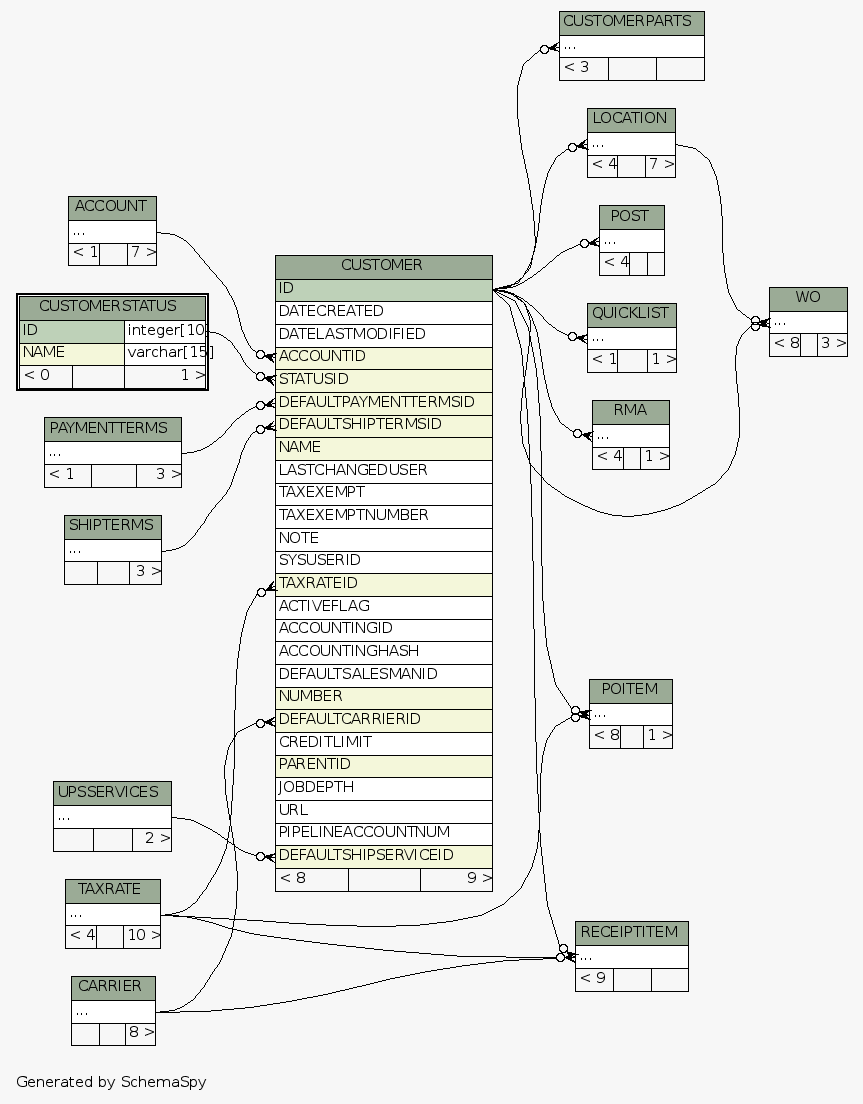 CUSTOMERPARTS
...
< 3
LOCATION
...
< 4 7 >
POST
...
< 4
QUICKLIST
...
< 1 1 >
RMA
...
< 4 1 >
WO
...
< 8 3 >
ACCOUNT
...
< 1 7 >
CUSTOMERSTATUS
ID integer[10]
NAME varchar[15]
< 0 1 >
PAYMENTTERMS
...
< 1 3 >
SHIPTERMS
...
3 >
CUSTOMER
ID
DATECREATED
DATELASTMODIFIED
ACCOUNTID
STATUSID
DEFAULTPAYMENTTERMSID
DEFAULTSHIPTERMSID
NAME
LASTCHANGEDUSER
TAXEXEMPT
TAXEXEMPTNUMBER
NOTE
SYSUSERID
TAXRATEID
ACTIVEFLAG
ACCOUNTINGID
ACCOUNTINGHASH
DEFAULTSALESMANID
NUMBER
DEFAULTCARRIERID
CREDITLIMIT
PARENTID
JOBDEPTH
URL
PIPELINEACCOUNTNUM
DEFAULTSHIPSERVICEID
< 8 9 >
POITEM
...
< 8 1 >
UPSSERVICES
...
2 >
TAXRATE
...
< 4 10 >
CARRIER
...
8 >
RECEIPTITEM
...
< 9
Generated by SchemaSpy